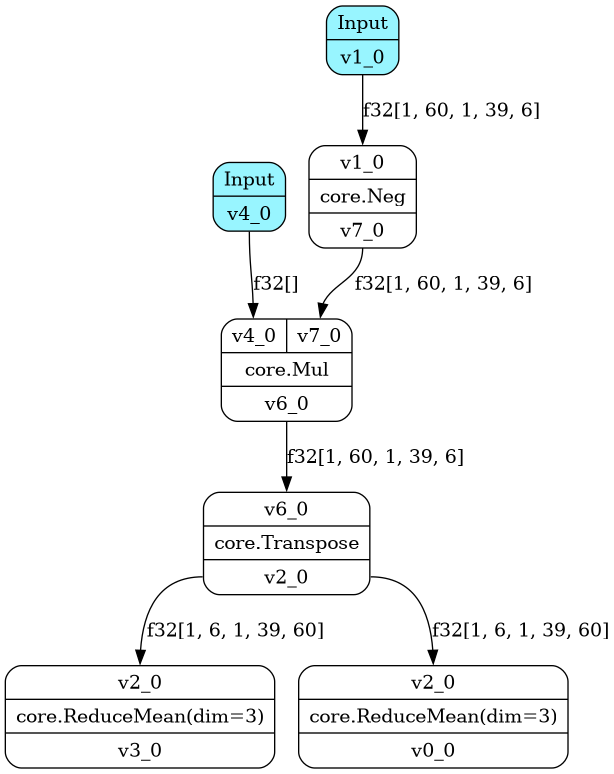 Input
v1_0
f32[1, 60, 1, 39, 6]
v1_0
core.Neg
v7_0
Input
v4_0
f32[]
f32[1, 60, 1, 39, 6]
v4_0 v7_0
core.Mul
v6_0
f32[1, 60, 1, 39, 6]
v6_0
core.Transpose
v2_0
f32[1, 6, 1, 39, 60]
f32[1, 6, 1, 39, 60]
v2_0
core.ReduceMean(dim=3)
v3_0
v2_0
core.ReduceMean(dim=3)
v0_0